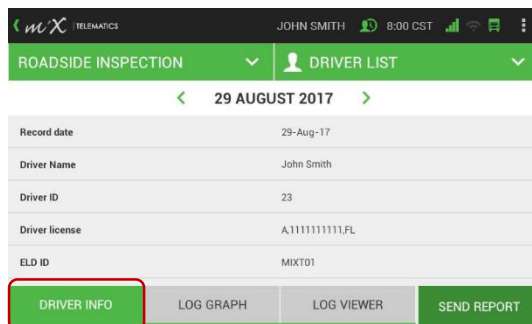 miX TELEMATICS JOHN SMITH 8:00 CST
ROADSIDE INSPECTION DRIVER LIST
29 AUGUST 2017
Record date 29-Aug-17
Driver Name John Smith
Driver ID 23
Driver license A,1111111111,FL
ELD ID MIXT01
DRIVER INFO LOG GRAPH LOG VIEWER SEND REPORT